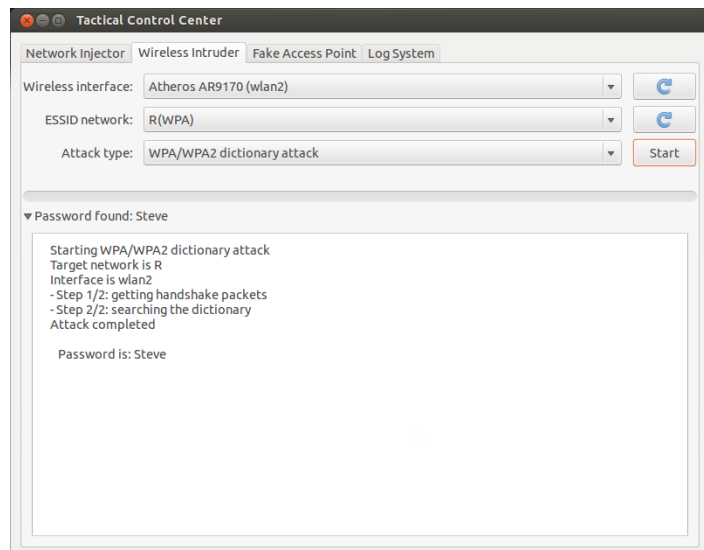 Tactical Control Center
Network Injector Wireless Intruder Fake Access Point Log System
Wireless interface: Atheros AR9170 (wlan2)
ESSID network: R(WPA)
Attack type: WPA/WPA2 dictionary attack Start
Password found: Steve
Starting WPA/WPA2 dictionary attack
Target network is R
Interface is wlan2
- Step 1/2: getting handshake packets
- Step 2/2: searching the dictionary
Attack completed
Password is: Steve